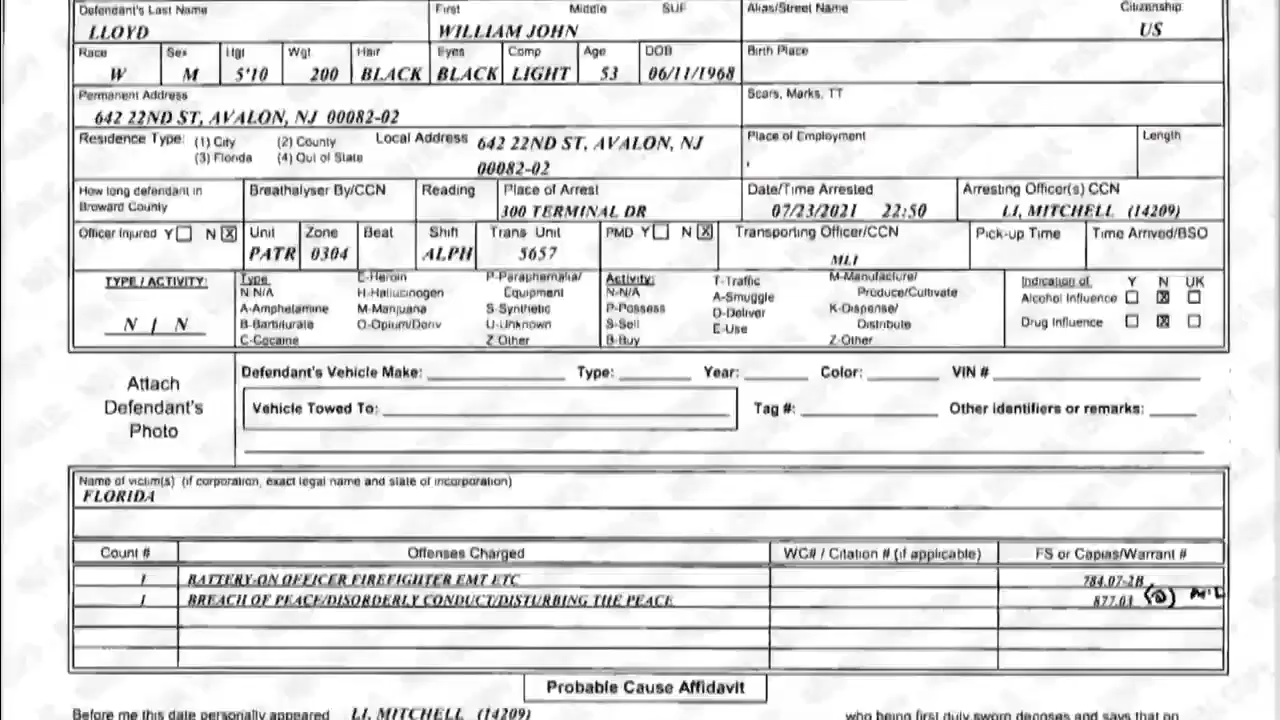 Defendant's Last Name First Middle SUF Alias/Street Name Citizenship
LLOYD WILLIAM JOHN US
Race Sex Hgt Wgt Hair Eyes Comp Age DOB Birth Place
W M 5'10 200 BLACK BLACK LIGHT 53 06/11/1968
Permanent Address Scars, Marks, TT
642 22ND ST, AVALON, NJ 00082-02
Residence Type: (1) City (2) County Local Address 642 22ND ST, AVALON, NJ Place of Employment Length
(3) Florida (4) Out of State
00082-02
How long defendant in Breathalyser By/CCN Reading Place of Arrest Date/Time Arrested Arresting Officer(s) CCN
Broward County 300 TERMINAL DR 07/23/2021 22:50 LI, MITCHELL (14209)
Officer Injured Y N X Unit Zone Beat Shift Trans Unit PMD Y N X Transporting Officer/CCN Pick-up Time Time Arrived/BSO
PATR 0304 ALPH 5657 MLI
TYPE / ACTIVITY: Type E-Heroin P-Paraphernalia/ Activity: T-Traffic M-Manufacture/ Indication of Y N UK
N-N/A H-Hallucinogen Equipment N-N/A A-Smuggle Produce/Cultivate Alcohol Influence X
A-Amphetamine M-Marijuana S-Synthetic P-Possess D-Deliver K-Dispense/
N / N B-Barbiturate O-Opium/Deriv U-Unknown S-Sell E-Use Distribute Drug Influence X
C-Cocaine Z Other B-Buy Z-Other
Attach Defendant's Vehicle Make: Type: Year: Color: VIN #
Defendant's Vehicle Towed To: Tag #: Other identifiers or remarks:
Photo
Name of victim(s) (if corporation, exact legal name and state of incorporation)
FLORIDA
Count # Offenses Charged WC# / Citation # (if applicable) FS or Capias/Warrant #
1 BATTERY-ON OFFICER FIREFIGHTER EMT ETC 784.07-2B
1 BREACH OF PEACE/DISORDERLY CONDUCT/DISTURBING THE PEACE 877.03
Probable Cause Affidavit
Before me this date personally appeared LI, MITCHELL (14209) who being first duly sworn deposes and says that on